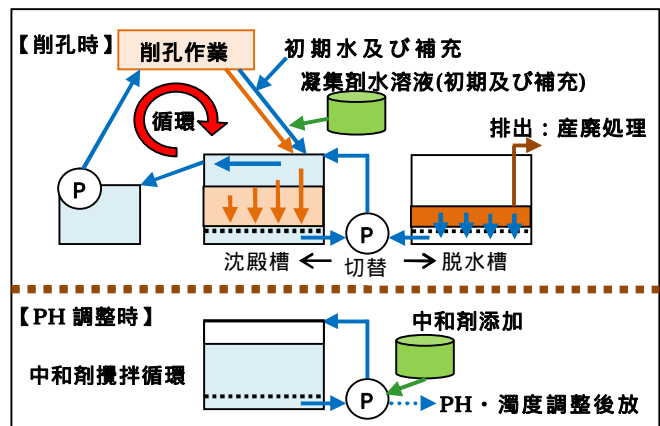 【削孔時】
削孔作業
初期水及び補充
凝集剤水溶液(初期及び補充)
循環
排出：産廃処理
P
P
沈殿槽
切替
脱水槽
【PH 調整時】
中和剤添加
中和剤攪拌循環
P
PH・濁度調整後放